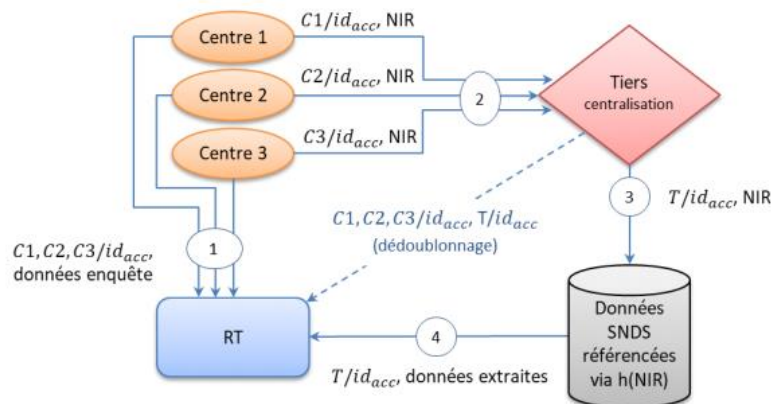 C1/id_acc, NIR
Centre 1
C2/id_acc, NIR
Centre 2
2
Tiers
centralisation
C3/id_acc, NIR
Centre 3
3
T/id_acc, NIR
C1, C2, C3/id_acc, T/id_acc
(dédoublonnage)
C1, C2, C3/id_acc,
données enquête
1
RT
4
T/id_acc, données extraites
Données
SNDS
référencées
via h(NIR)